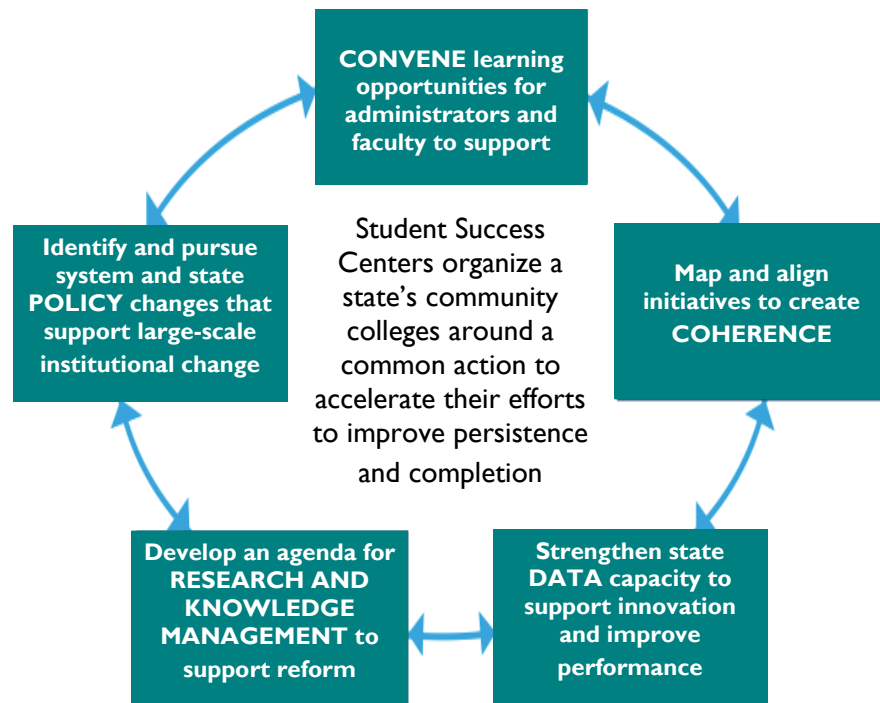 CONVENE learning
opportunities for
administrators and
faculty to support
Identify and pursue
system and state
POLICY changes that
support large-scale
institutional change
Student Success
Centers organize a
state’s community
colleges around a
common action to
accelerate their efforts
to improve persistence
and completion
Map and align
initiatives to create
COHERENCE
Develop an agenda for
RESEARCH AND
KNOWLEDGE
MANAGEMENT to
support reform
Strengthen state
DATA capacity to
support innovation
and improve
performance